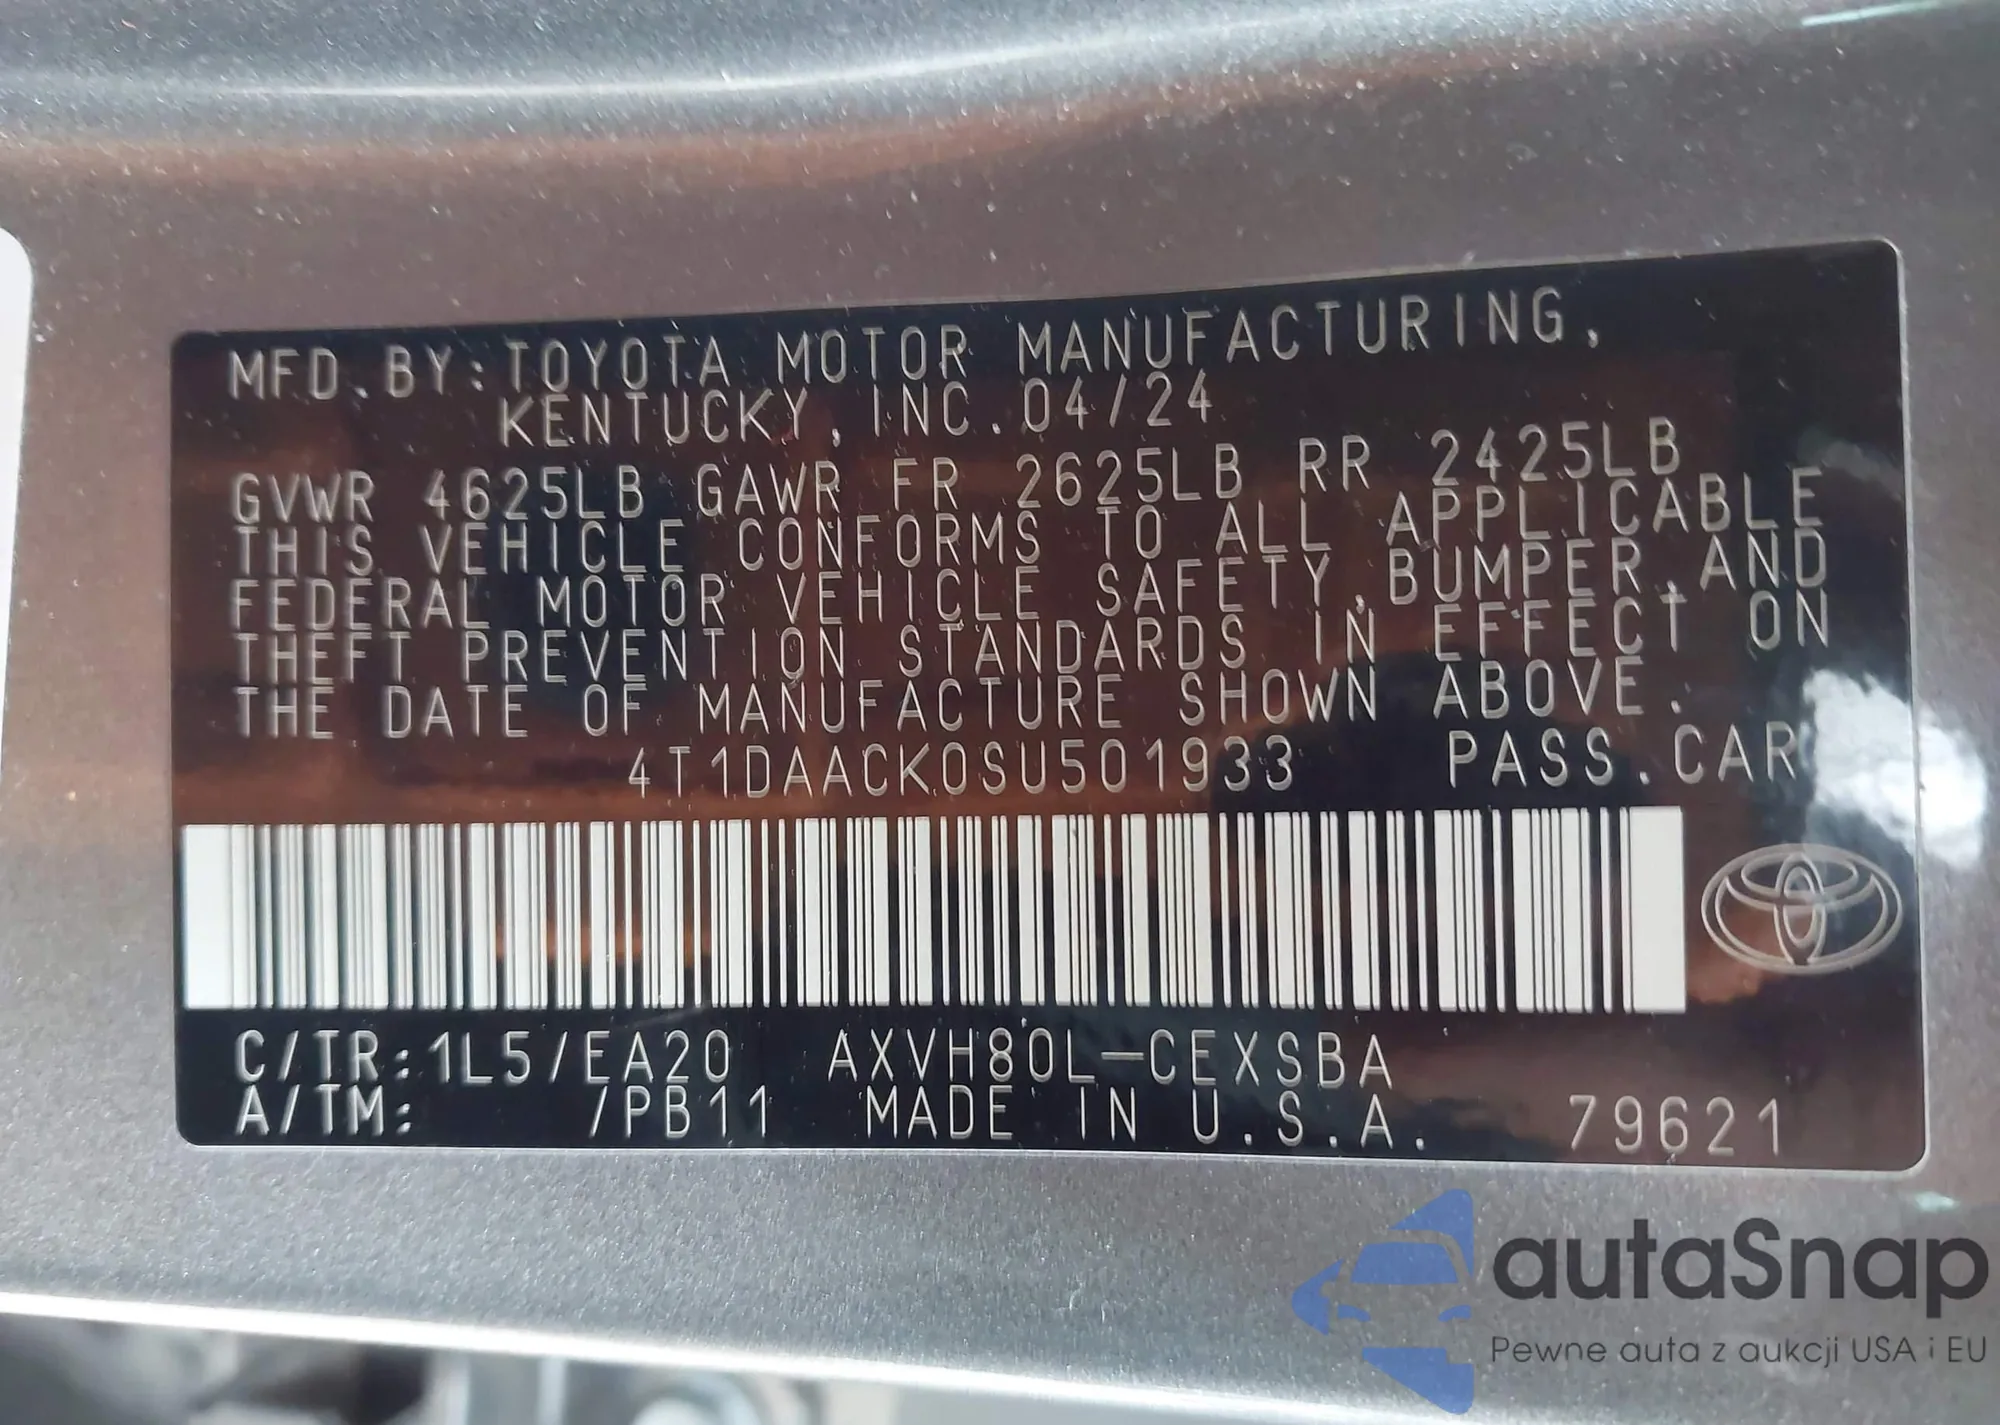 MFD.BY:TOYOTA MOTOR MANUFACTURING,
KENTUCKY, INC.04/24
GVWR 4625LB GAWR FR 2625LB RR 2425LB
THIS VEHICLE CONFORMS TO ALL APPLICABLE
FEDERAL MOTOR VEHICLE SAFETY,BUMPER,AND
THEFT PREVENTION STANDARDS IN EFFECT ON
THE DATE OF MANUFACTURE SHOWN ABOVE.
4T1DAACK0SU501933 PASS.CAR
C/TR:1L5/EA20 AXVH80L-CEXSBA
A/TM: /PB11 MADE IN U.S.A. 79621
autaSnap
Pewne auta z aukcji USA i EU